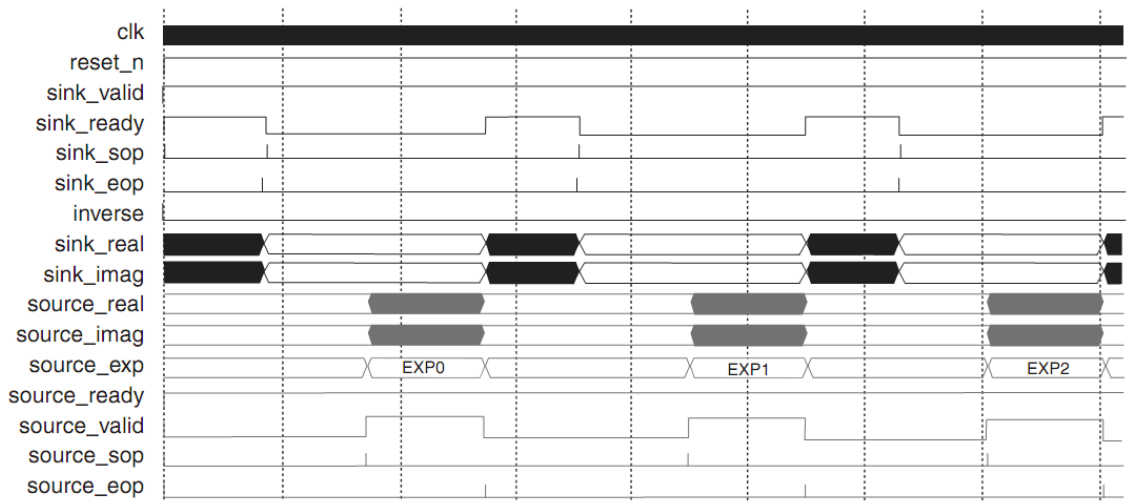 clk
reset_n
sink_valid
sink_ready
sink_sop
sink_eop
inverse
sink_real
sink_imag
source_real
source_imag
source_exp EXP0 EXP1 EXP2
source_ready
source_valid
source_sop
source_eop